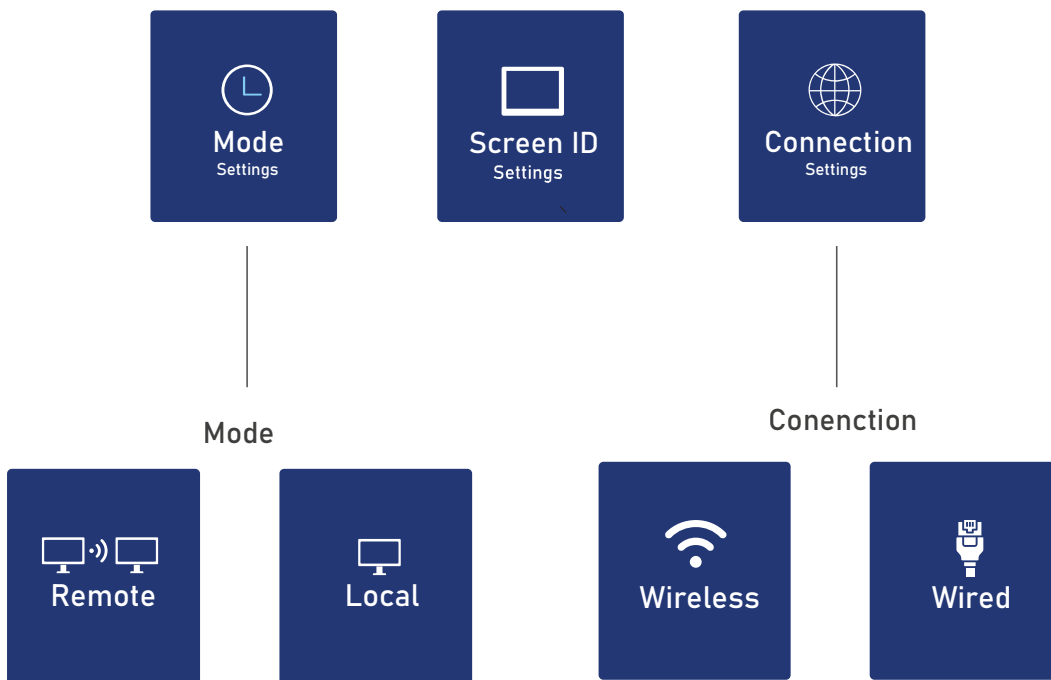 Mode
Settings
Screen ID
Settings
Connection
Settings
Mode
Conenction
Remote
Local
Wireless
Wired